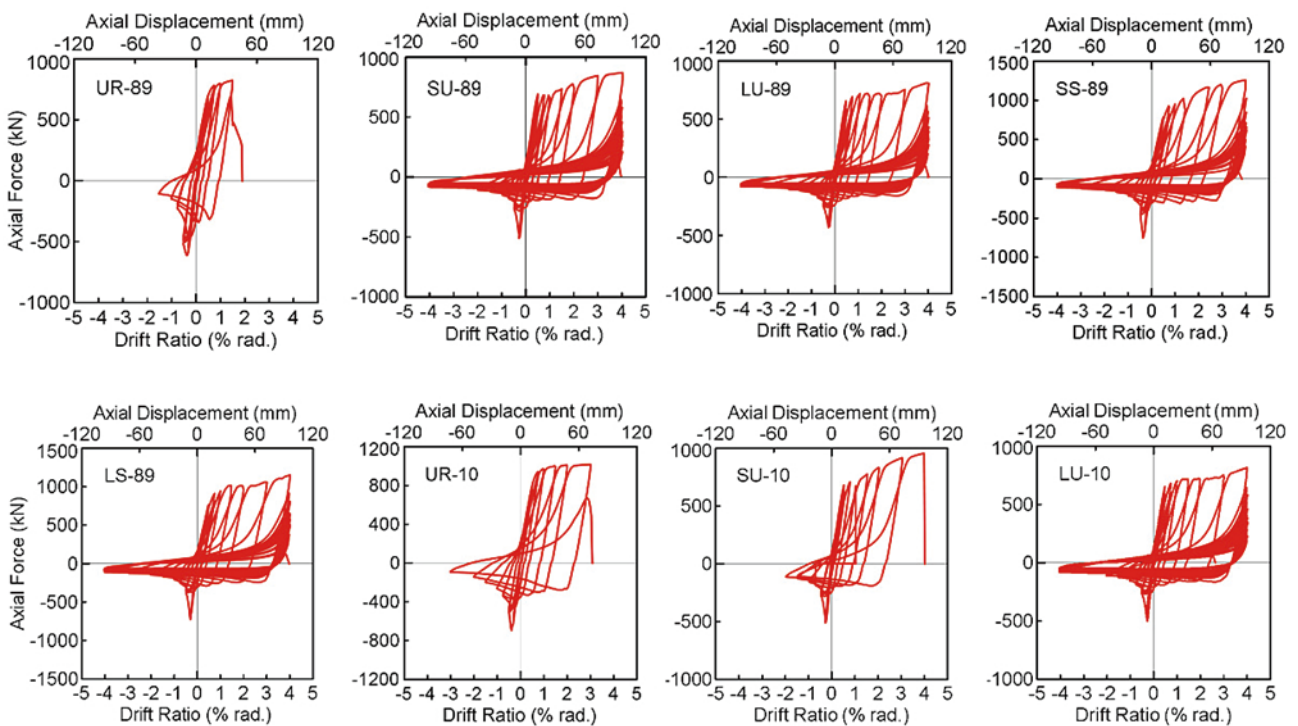 Axial Displacement (mm)
-120 -60 0 60 120
UR-89
1000
500
0
-500
-1000
Axial Force (kN)
-5 -4 -3 -2 -1 0 1 2 3 4 5
Drift Ratio (% rad.)
Axial Displacement (mm)
-120 -60 0 60 120
SU-89
1000
500
0
-500
-1000
-5 -4 -3 -2 -1 0 1 2 3 4 5
Drift Ratio (% rad.)
Axial Displacement (mm)
-120 -60 0 60 120
LU-89
1000
500
0
-500
-1000
-5 -4 -3 -2 -1 0 1 2 3 4 5
Drift Ratio (% rad.)
Axial Displacement (mm)
-120 -60 0 60 120
SS-89
1500
1000
500
0
-500
1000
1500
-5 -4 -3 -2 -1 0 1 2 3 4 5
Drift Ratio (% rad.)
Axial Displacement (mm)
-120 -60 0 60 120
LS-89
1500
1000
500
0
-500
-1000
-1500
Axial Force (kN)
-5 -4 -3 -2 -1 0 1 2 3 4 5
Drift Ratio (% rad.)
Axial Displacement (mm)
-120 -60 0 60 120
UR-10
1200
800
400
0
-400
-800
-1200
-5 -4 -3 -2 -1 0 1 2 3 4 5
Drift Ratio (% rad.)
Axial Displacement (mm)
-120 -60 0 60 120
SU-10
1000
500
0
-500
-1000
-5 -4 -3 -2 -1 0 1 2 3 4 5
Drift Ratio (% rad.)
Axial Displacement (mm)
-120 -60 0 60 120
LU-10
1000
500
0
-500
-1000
-5 -4 -3 -2 -1 0 1 2 3 4 5
Drift Ratio (% rad.)